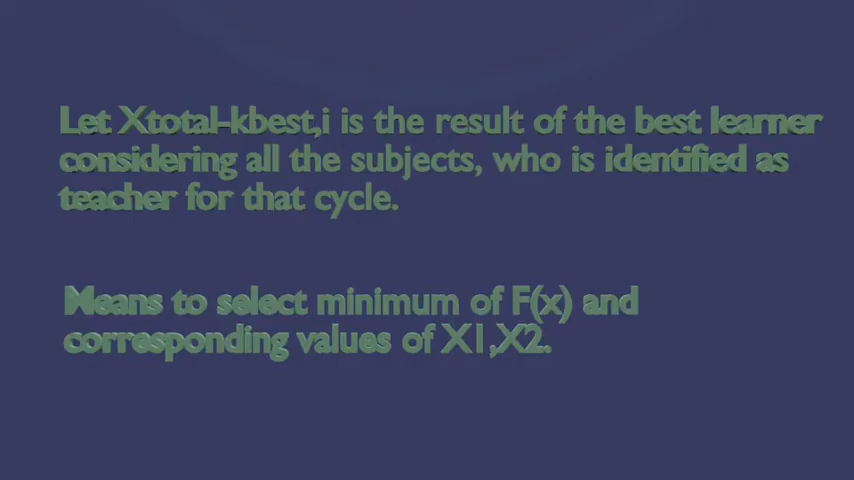 Let Xtotal-kbest,i is the result of the best learner
considering all the subjects, who is identified as
teacher for that cycle.
Means to select minimum of F(x) and
corresponding values of X1,X2.